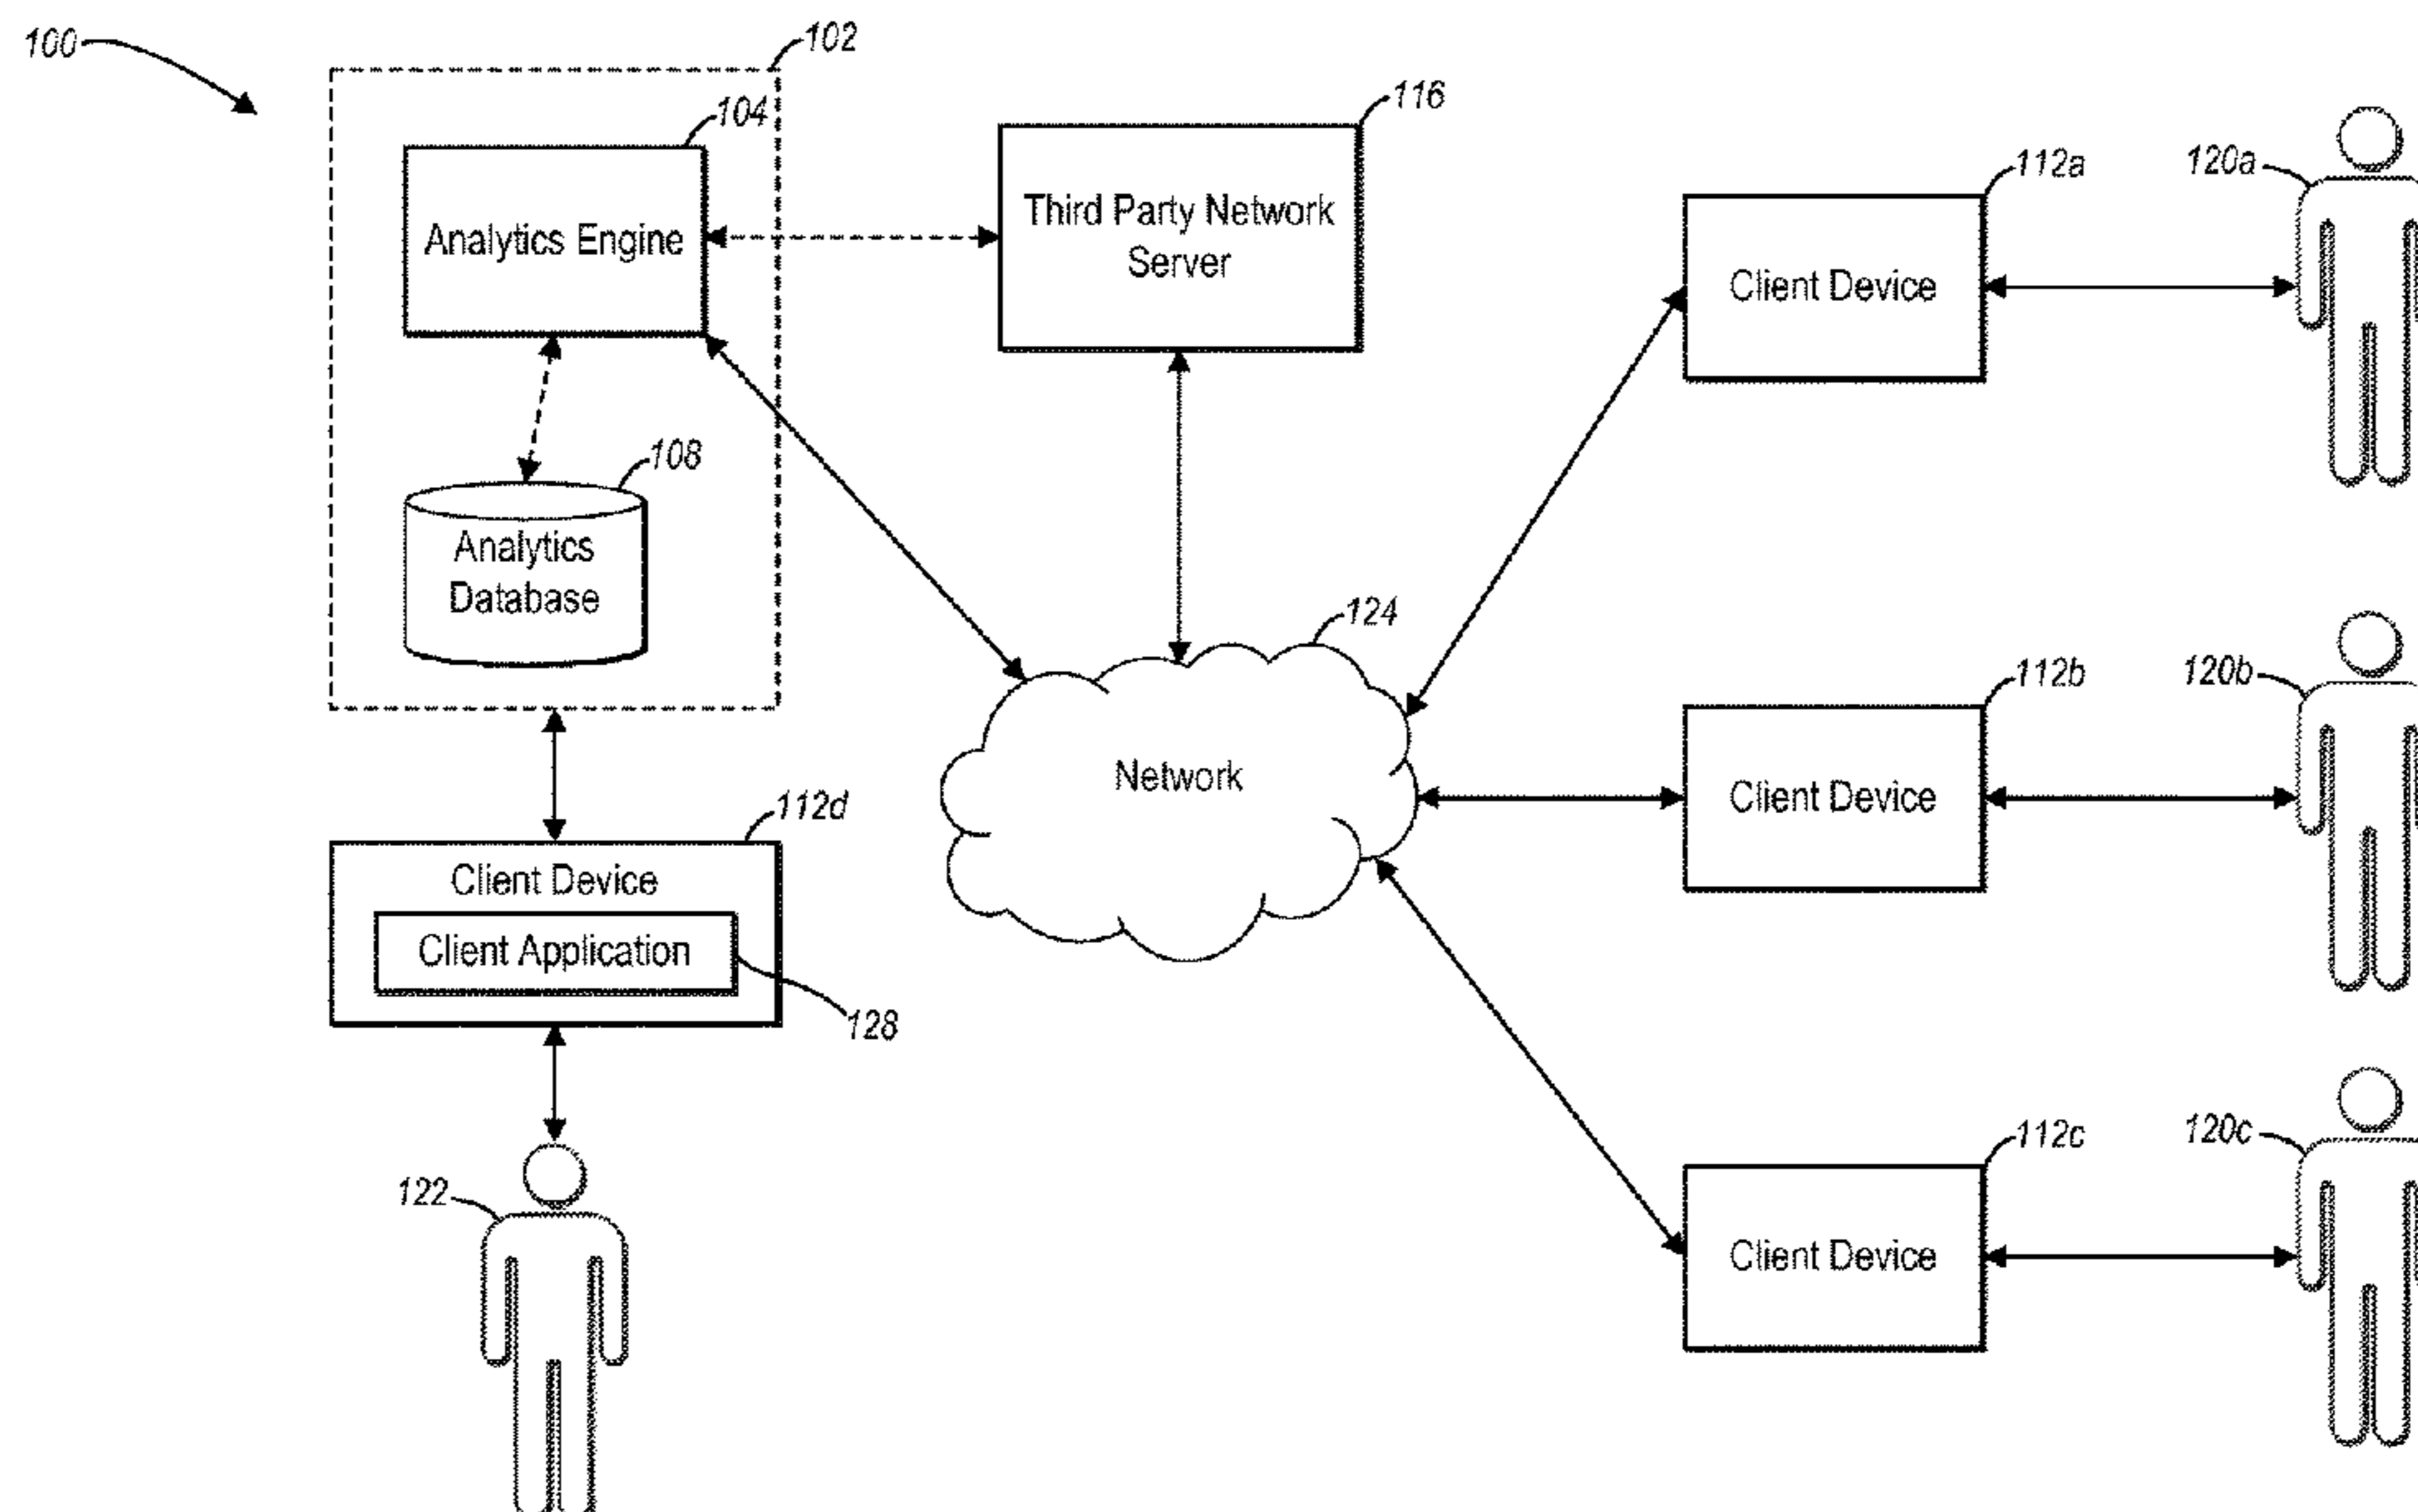 100
102
104
116
112a
120a
Analytics Engine
Third Party Network
Server
Client Device
108
Analytics
Database
124
112b
120b
Network
Client Device
112d
Client Device
Client Application
128
112c
120c
122
Client Device